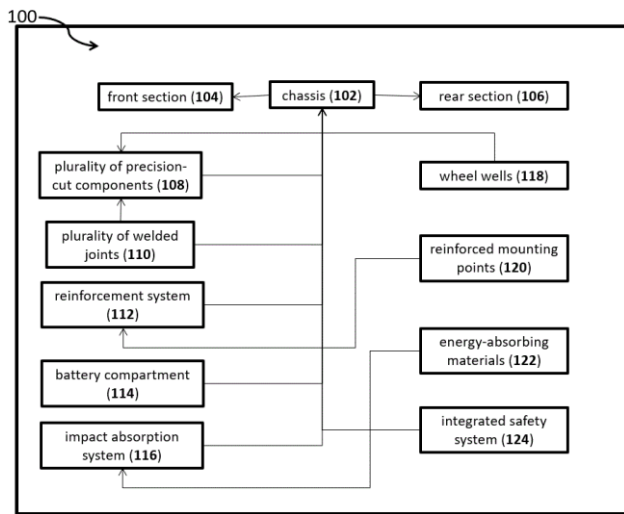 100
front section (104)
chassis (102)
rear section (106)
plurality of precision-
cut components (108)
wheel wells (118)
plurality of welded
joints (110)
reinforced mounting
points (120)
reinforcement system
(112)
energy-absorbing
materials (122)
battery compartment
(114)
impact absorption
system (116)
integrated safety
system (124)